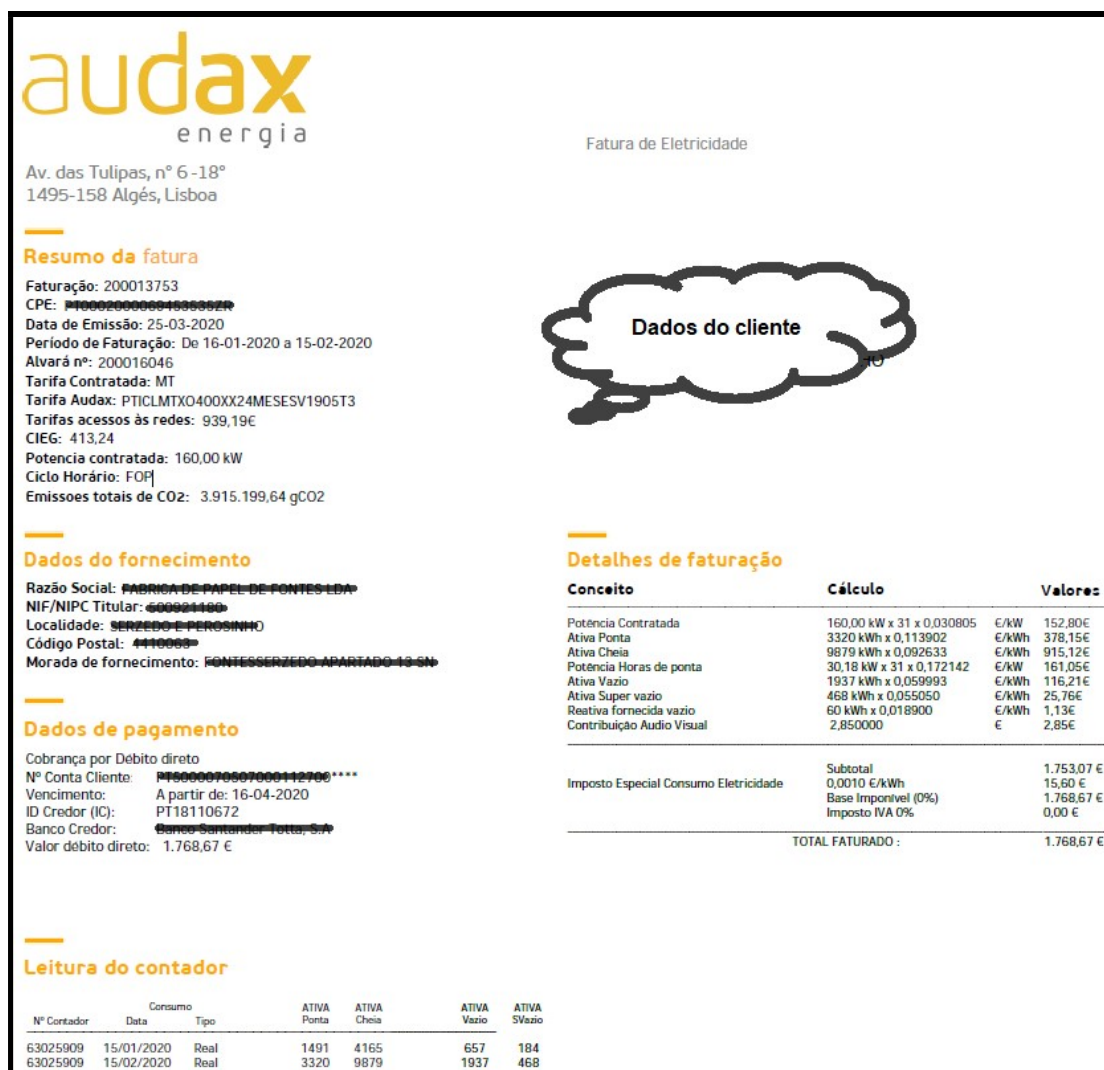 audax
energia
Av. das Tulipas, nº 6 -18º
1495-158 Algés, Lisboa
Fatura de Eletricidade
Resumo da fatura
Faturação: 200013753
CPE:
Data de Emissão: 25-03-2020
Período de Faturação: De 16-01-2020 a 15-02-2020
Alvará nº: 200016046
Tarifa Contratada: MT
Tarifa Audax: PTICLMTXO400XX24MESESV1905T3
Tarifas acessos às redes: 939,19€
CIEG: 413,24
Potencia contratada: 160,00 kW
Ciclo Horário: FOP
Emissoes totais de CO2: 3.915.199,64 gCO2
Dados do cliente
Dados do fornecimento
Razão Social:
NIF/NIPC Titular:
Localidade:
Código Postal:
Morada de fornecimento:
Dados de pagamento
Cobrança por Débito direto
Nº Conta Cliente: ****
Vencimento: A partir de: 16-04-2020
ID Credor (IC): PT18110672
Banco Credor:
Valor débito direto: 1.768,67 €
Detalhes de faturação
Conceito Cálculo Valores
Potência Contratada 160,00 kW x 31 x 0,030805 €/kW 152,80€
Ativa Ponta 3320 kWh x 0,113902 €/kWh 378,15€
Ativa Cheia 9879 kWh x 0,092633 €/kWh 915,12€
Potência Horas de ponta 30,18 kW x 31 x 0,172142 €/kW 161,05€
Ativa Vazio 1937 kWh x 0,059993 €/kWh 116,21€
Ativa Super vazio 468 kWh x 0,055050 €/kWh 25,76€
Reativa fornecida vazio 60 kWh x 0,018900 €/kWh 1,13€
Contribuição Audio Visual 2,850000 € 2,85€
Subtotal 1.753,07 €
Imposto Especial Consumo Eletricidade 0,0010 €/kWh 15,60 €
Base Imponível (0%) 1.768,67 €
Imposto IVA 0% 0,00 €
TOTAL FATURADO : 1.768,67 €
Leitura do contador
Consumo ATIVA ATIVA ATIVA ATIVA
Nº Contador Data Tipo Ponta Cheia Vazio SVazio
63025909 15/01/2020 Real 1491 4165 657 184
63025909 15/02/2020 Real 3320 9879 1937 468